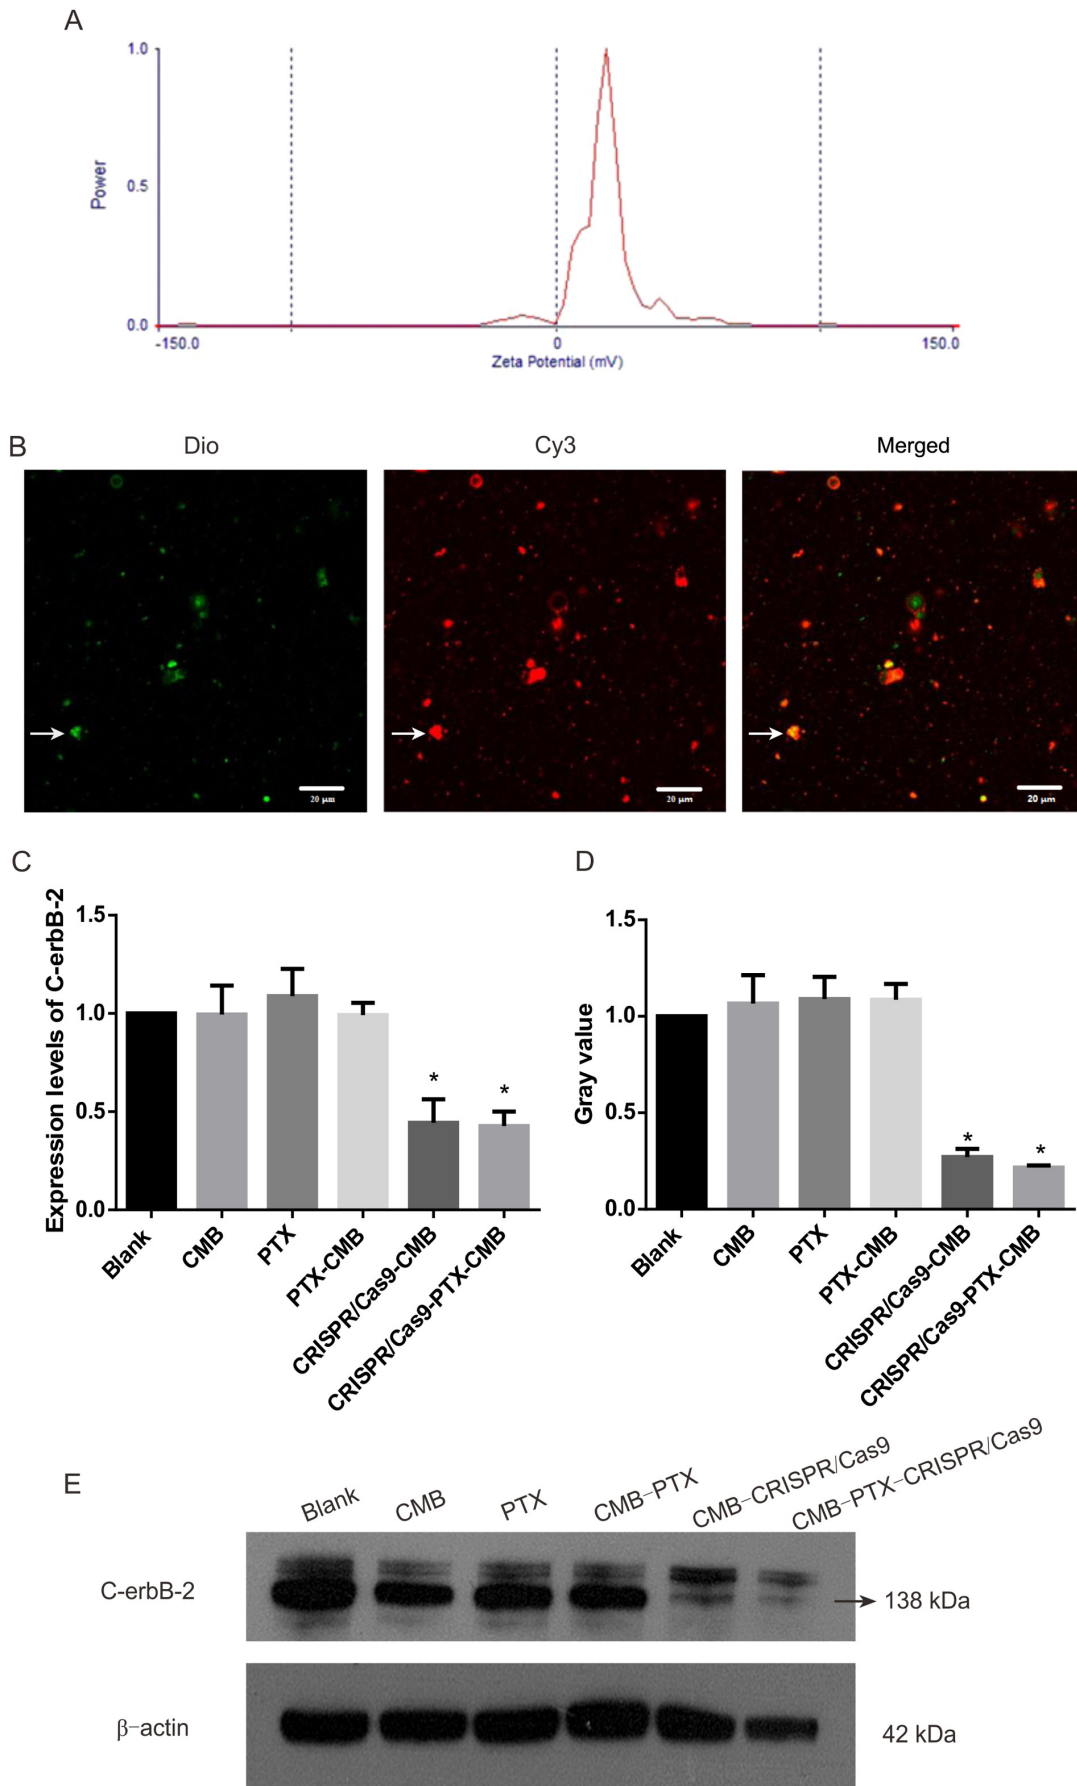 A
1.0
0.5
0.0
Power
-150.0
0
150.0
Zeta Potential (mV)
B
Dio
Cy3
Merged
20 μm
20 μm
20 μm
C
Expression levels of C-erbB-2
1.5
1.0
0.5
0.0
*
*
Blank
CMB
PTX
PTX-CMB
CRISPR/Cas9-CMB
CRISPR/Cas9-PTX-CMB
D
Gray value
1.5
1.0
0.5
0.0
*
*
Blank
CMB
PTX
PTX-CMB
CRISPR/Cas9-CMB
CRISPR/Cas9-PTX-CMB
E
Blank
CMB
PTX
CMB-PTX
CMB-CRISPR/Cas9
CMB-PTX-CRISPR/Cas9
C-erbB-2
138 kDa
β-actin
42 kDa